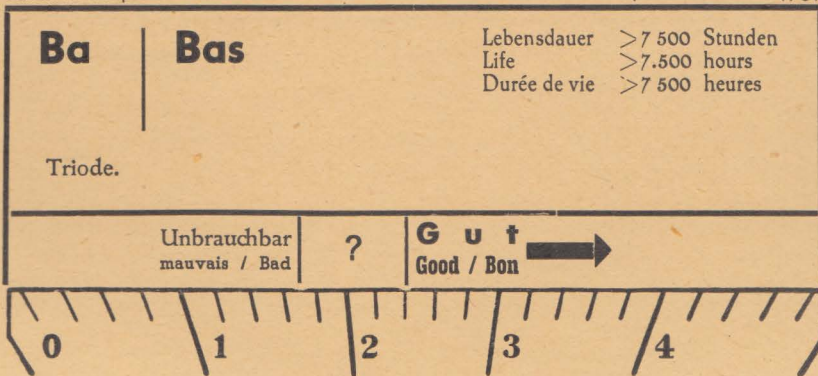 Ba Bas
Lebensdauer >7 500 Stunden
Life >7.500 hours
Durée de vie >7 500 heures
Triode.
Unbrauchbar
mauvais / Bad
?
Gut
Good / Bon
0 1 2 3 4